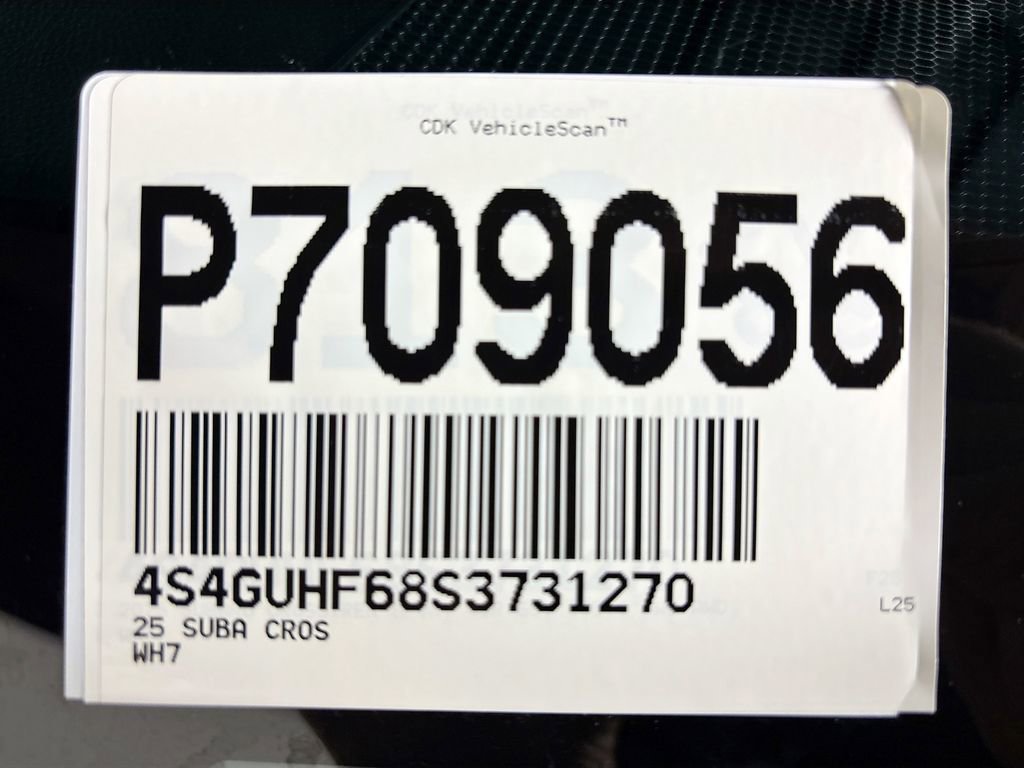 CDK VehicleScan™
P709056
4S4GUHF68S3731270
L25
25 SUBA CROS
WH7